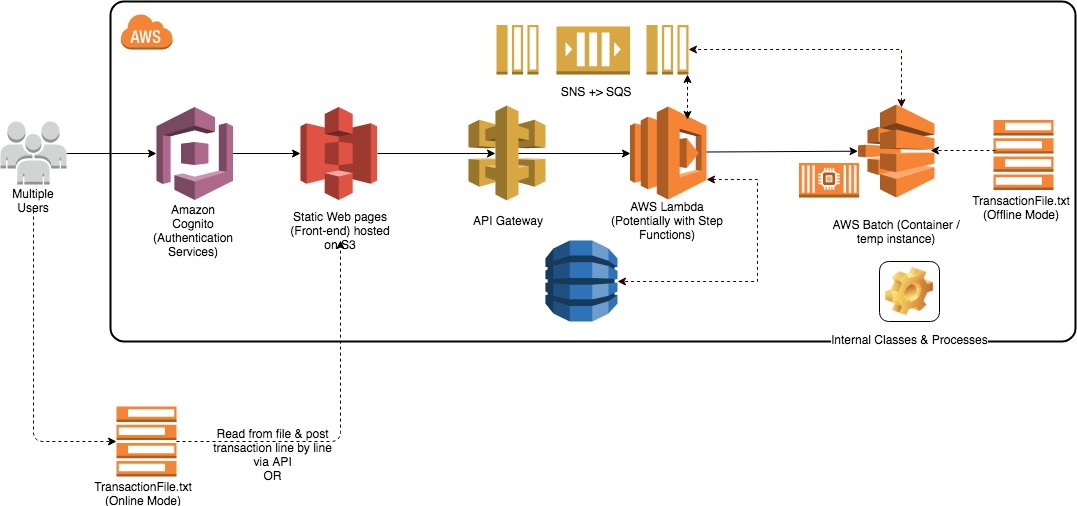 AWS
SNS +> SQS
Multiple
Users
Amazon
Cognito
(Authentication
Services)
Static Web pages
(Front-end) hosted
on S3
API Gateway
AWS Lambda
(Potentially with Step
Functions)
AWS Batch (Container /
temp instance)
TransactionFile.txt
(Offline Mode)
Internal Classes & Processes
Read from file & post
transaction line by line
via API
OR
TransactionFile.txt
(Online Mode)